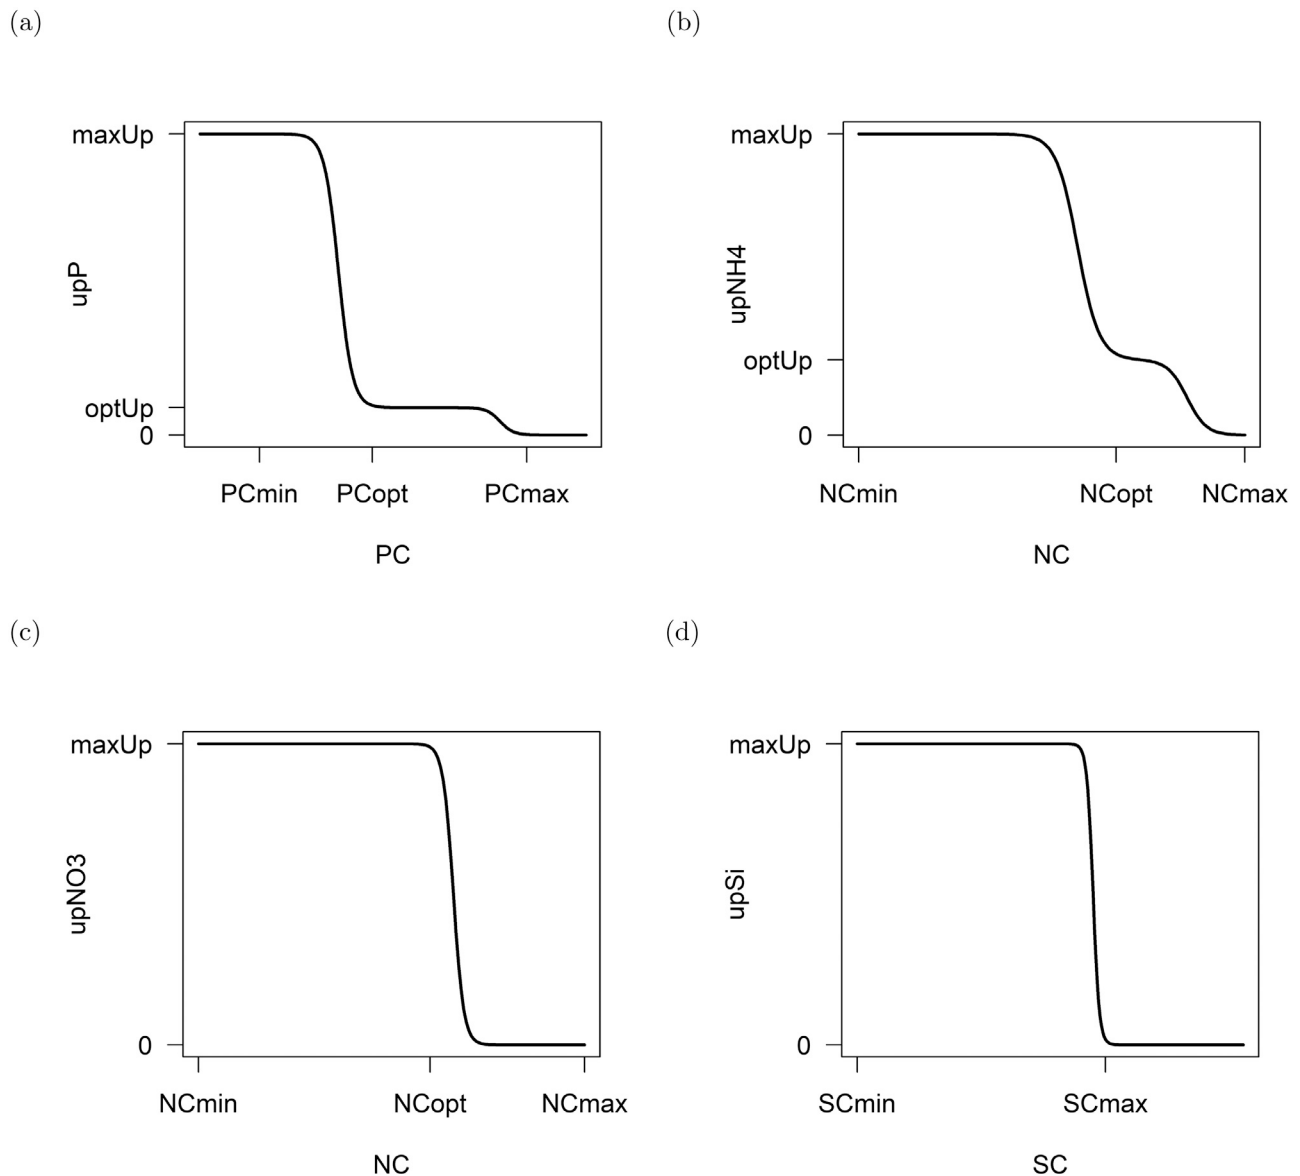 (a)
maxUp
upP
optUp
0
PCmin PCopt PCmax
PC
(b)
maxUp
upNH4
optUp
0
NCmin NCopt NCmax
NC
(c)
maxUp
upNO3
0
NCmin NCopt NCmax
NC
(d)
maxUp
upSi
0
SCmin SCmax
SC